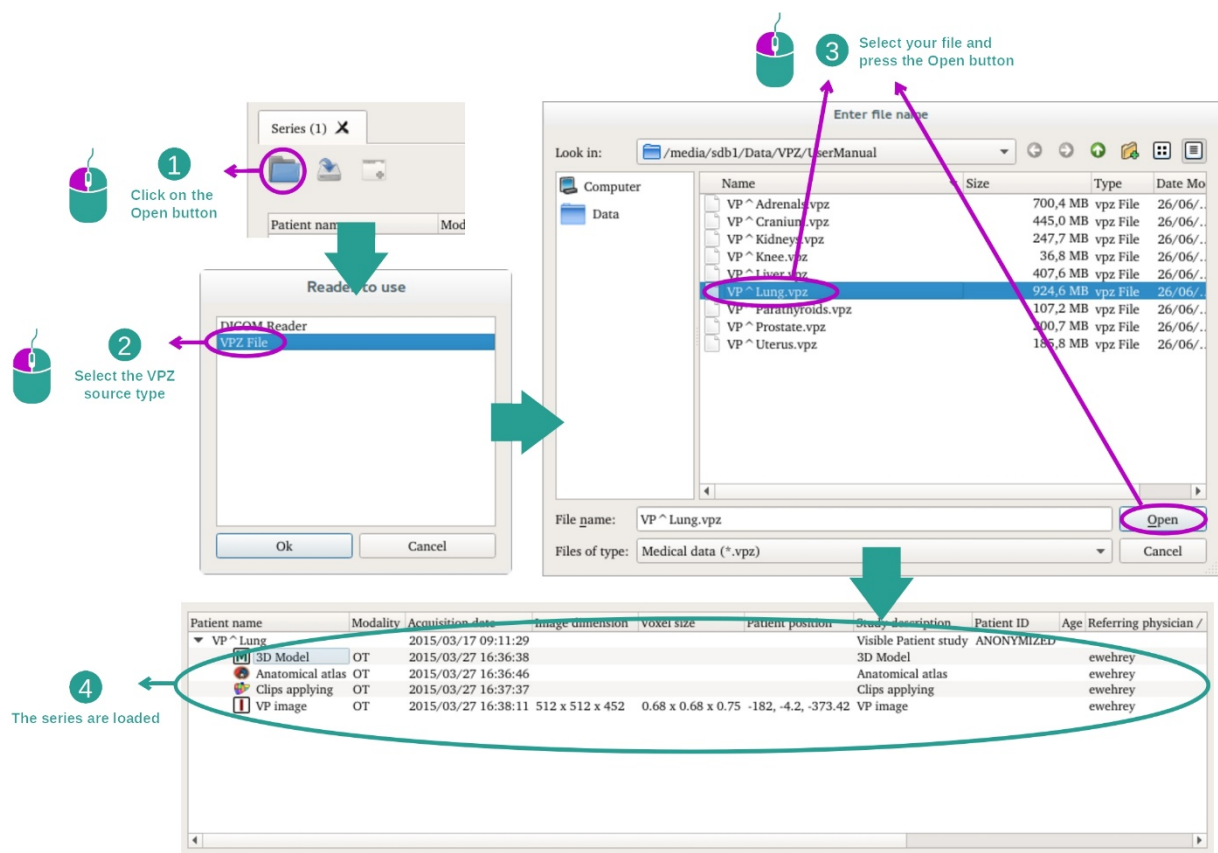 3
Select your file and
press the Open button
Series (1)
1
Click on the
Open button
Patient name
Mod
Reader to use
DICOM Reader
VPZ File
2
Select the VPZ
source type
Ok Cancel
Enter file name
Look in: /media/sdb1/Data/VPZ/UserManual
Computer
Data
Name Size Type Date Mo
VP^Adrenals.vpz 700,4 MB vpz File 26/06/..
VP^Cranium.vpz 445,0 MB vpz File 26/06/..
VP^Kidneys.vpz 247,7 MB vpz File 26/06/..
VP^Knee.vpz 36,8 MB vpz File 26/06/..
VP^Liver.vpz 407,6 MB vpz File 26/06/..
VP^Lung.vpz 924,6 MB vpz File 26/06/..
VP^Parathyroids.vpz 107,2 MB vpz File 26/06/..
VP^Prostate.vpz 200,7 MB vpz File 26/06/..
VP^Uterus.vpz 185,8 MB vpz File 26/06/..
File name: VP^Lung.vpz Open
Files of type: Medical data (*.vpz) Cancel
Patient name Modality Acquisition date Image dimension Voxel size Patient position Study description Patient ID Age Referring physician /
VP^Lung 2015/03/17 09:11:29 Visible Patient study ANONYMIZED
M 3D Model OT 2015/03/27 16:36:38 3D Model ewehrey
Anatomical atlas OT 2015/03/27 16:36:46 Anatomical atlas ewehrey
Clips applying OT 2015/03/27 16:37:37 Clips applying ewehrey
I VP image OT 2015/03/27 16:38:11 512 x 512 x 452 0.68 x 0.68 x 0.75 -182, -4.2, -373.42 VP image ewehrey
4
The series are loaded